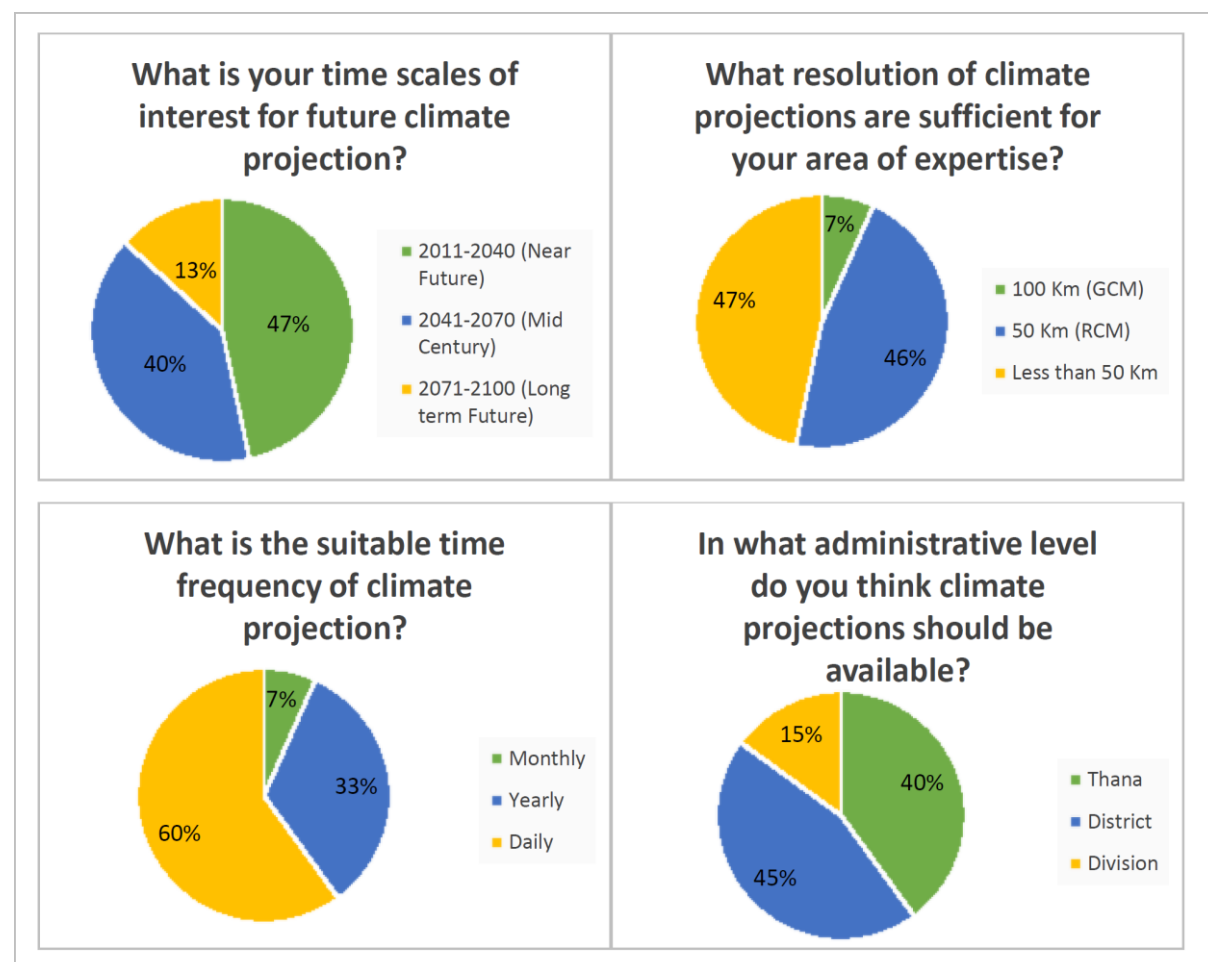 What is your time scales of
interest for future climate
projection?
13%
47%
40%
2011-2040 (Near
Future)
2041-2070 (Mid
Century)
2071-2100 (Long
term Future)
What resolution of climate
projections are sufficient for
your area of expertise?
7%
47%
46%
100 Km (GCM)
50 Km (RCM)
Less than 50 Km
What is the suitable time
frequency of climate
projection?
7%
33%
60%
Monthly
Yearly
Daily
In what administrative level
do you think climate
projections should be
available?
15%
40%
45%
Thana
District
Division